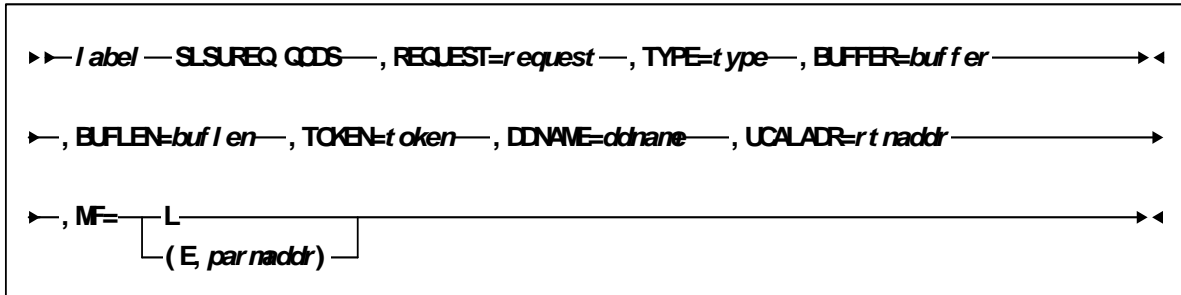 label SLSUREQ QCDS , REQUEST=request , TYPE=type , BUFFER=buffer
, BUFLEN=buflen , TOKEN=token , DDNAME=ddname , UCALADR=rtnaddr
, MF= L
(E, parmaddr)